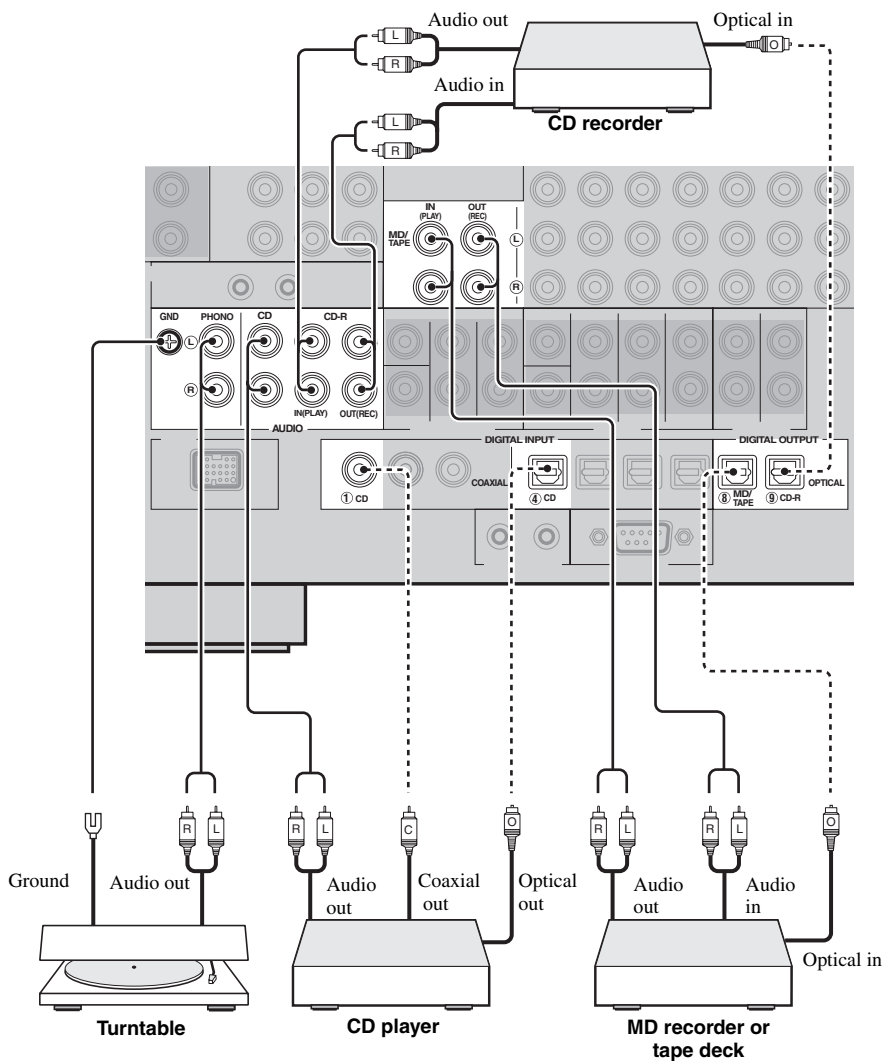 Audio out
Optical in
L
R
O
Audio in
L
R
CD recorder
IN
(PLAY)
OUT
(REC)
MD/
TAPE
L
R
GND
PHONO
CD
CD-R
L
R
IN(PLAY)
OUT(REC)
AUDIO
DIGITAL INPUT
DIGITAL OUTPUT
COAXIAL
OPTICAL
① CD
④ CD
⑧ MD/
TAPE
⑨ CD-R
R
L
R
L
C
O
R
L
R
L
O
Ground
Audio out
Audio
out
Coaxial
out
Optical
out
Audio
out
Audio
in
Optical in
Turntable
CD player
MD recorder or
tape deck